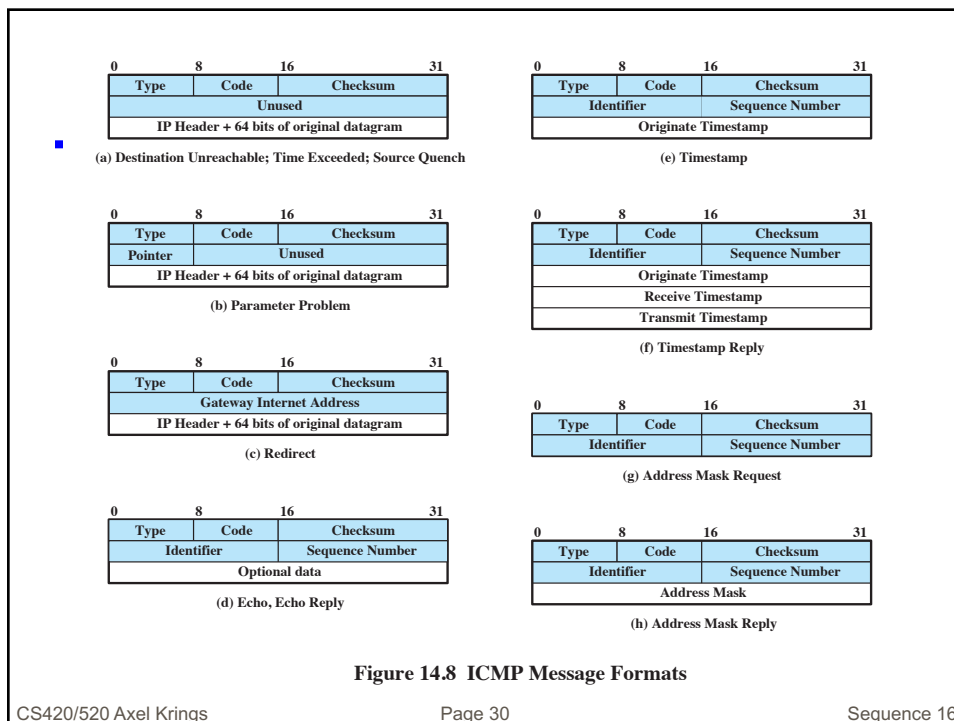 0 8 16 31
Type Code Checksum
Unused
IP Header + 64 bits of original datagram
(a) Destination Unreachable; Time Exceeded; Source Quench
0 8 16 31
Type Code Checksum
Pointer Unused
IP Header + 64 bits of original datagram
(b) Parameter Problem
0 8 16 31
Type Code Checksum
Gateway Internet Address
IP Header + 64 bits of original datagram
(c) Redirect
0 8 16 31
Type Code Checksum
Identifier Sequence Number
Optional data
(d) Echo, Echo Reply
0 8 16 31
Type Code Checksum
Identifier Sequence Number
Originate Timestamp
(e) Timestamp
0 8 16 31
Type Code Checksum
Identifier Sequence Number
Originate Timestamp
Receive Timestamp
Transmit Timestamp
(f) Timestamp Reply
0 8 16 31
Type Code Checksum
Identifier Sequence Number
(g) Address Mask Request
0 8 16 31
Type Code Checksum
Identifier Sequence Number
Address Mask
(h) Address Mask Reply
Figure 14.8 ICMP Message Formats
CS420/520 Axel Krings Page 30 Sequence 16